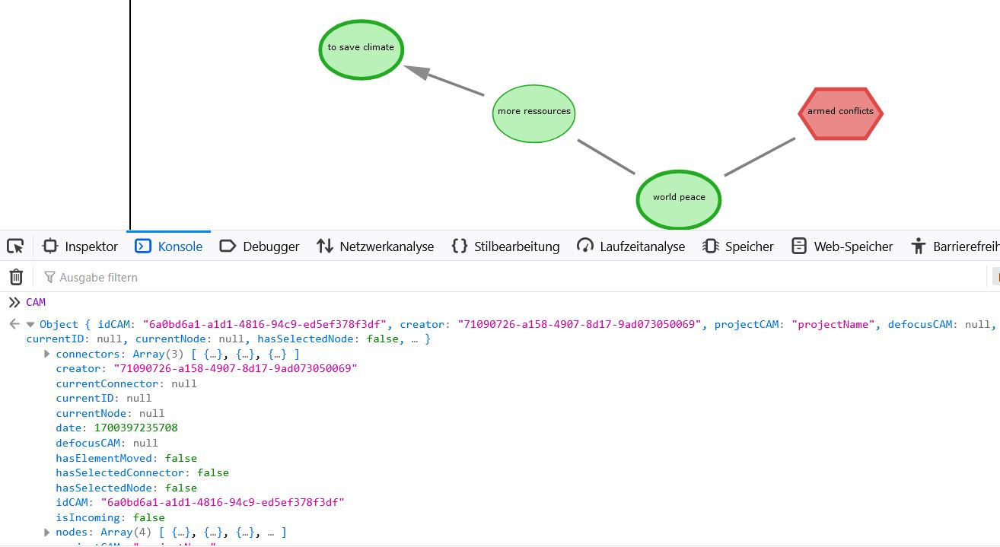 to save climate
more ressources
armed conflicts
world peace
Inspektor Konsole Debugger Netzwerkanalyse Stilbearbeitung Laufzeitanalyse Speicher Web-Speicher Barrierefreih
Ausgabe filtern
CAM
Object { idCAM: "6a0bd6a1-a1d1-4816-94c9-ed5ef378f3df", creator: "71090726-a158-4907-8d17-9ad073050069", projectCAM: "projectName", defocusCAM: null,
currentID: null, currentNode: null, hasSelectedNode: false, … }
connectors: Array(3) [ {…}, {…}, {…} ]
creator: "71090726-a158-4907-8d17-9ad073050069"
currentConnector: null
currentID: null
currentNode: null
date: 1700397235708
defocusCAM: null
hasElementMoved: false
hasSelectedConnector: false
hasSelectedNode: false
idCAM: "6a0bd6a1-a1d1-4816-94c9-ed5ef378f3df"
isIncoming: false
nodes: Array(4) [ {…}, {…}, {…}, … ]
projectCAM: "projectName"